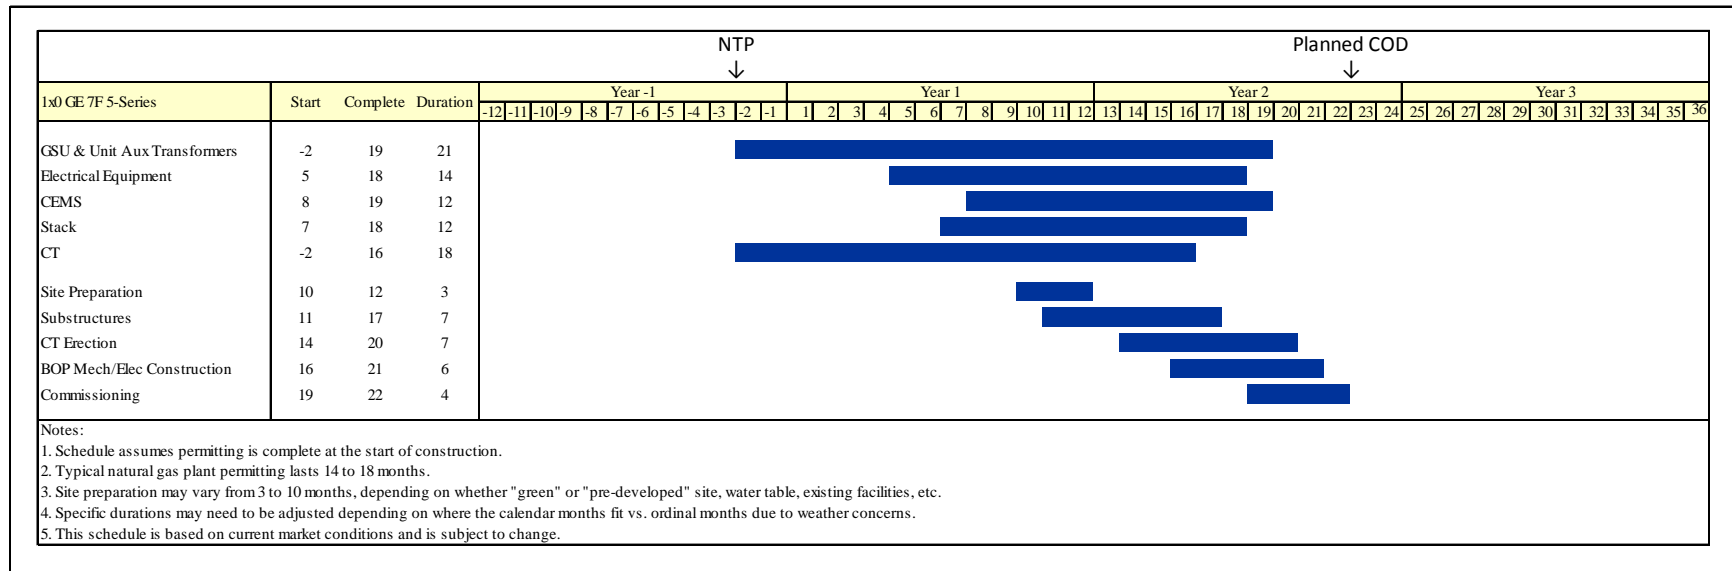 NTP Planned COD
↓ ↓
1x0 GE 7F 5-Series Start Complete Duration Year -1 Year 1 Year 2 Year 3
-12 -11 -10 -9 -8 -7 -6 -5 -4 -3 -2 -1 1 2 3 4 5 6 7 8 9 10 11 12 13 14 15 16 17 18 19 20 21 22 23 24 25 26 27 28 29 30 31 32 33 34 35 36
GSU & Unit Aux Transformers -2 19 21
Electrical Equipment 5 18 14
CEMS 8 19 12
Stack 7 18 12
CT -2 16 18
Site Preparation 10 12 3
Substructures 11 17 7
CT Erection 14 20 7
BOP Mech/Elec Construction 16 21 6
Commissioning 19 22 4
Notes:
1. Schedule assumes permitting is complete at the start of construction.
2. Typical natural gas plant permitting lasts 14 to 18 months.
3. Site preparation may vary from 3 to 10 months, depending on whether "green" or "pre-developed" site, water table, existing facilities, etc.
4. Specific durations may need to be adjusted depending on where the calendar months fit vs. ordinal months due to weather concerns.
5. This schedule is based on current market conditions and is subject to change.